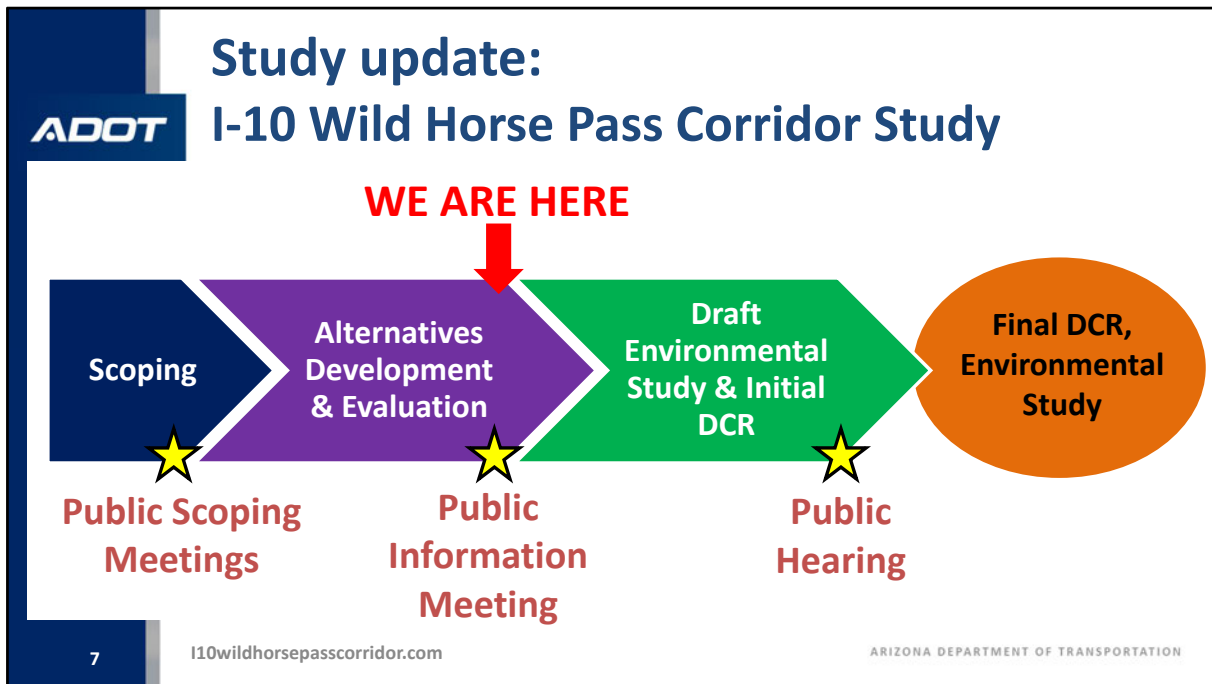 Study update:
I-10 Wild Horse Pass Corridor Study
ADOT
WE ARE HERE
Scoping
Alternatives
Development
& Evaluation
Draft
Environmental
Study & Initial
DCR
Final DCR,
Environmental
Study
Public Scoping
Meetings
Public
Information
Meeting
Public
Hearing
7
I10wildhorsepasscorridor.com
ARIZONA DEPARTMENT OF TRANSPORTATION